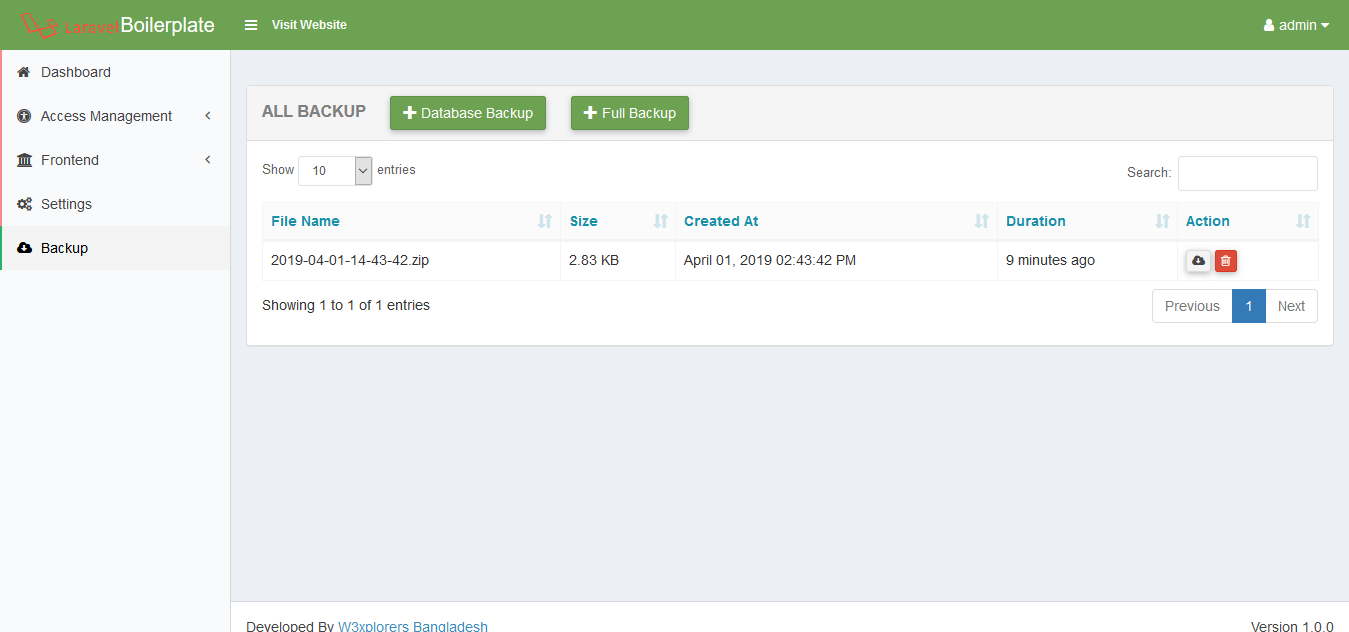 LaravelBoilerplate Visit Website admin
Dashboard
Access Management
Frontend
Settings
Backup
ALL BACKUP Database Backup Full Backup
Show 10 entries Search:
File Name Size Created At Duration Action
2019-04-01-14-43-42.zip 2.83 KB April 01, 2019 02:43:42 PM 9 minutes ago
Showing 1 to 1 of 1 entries Previous 1 Next
Developed By W3xplorers Bangladesh Version 1.0.0